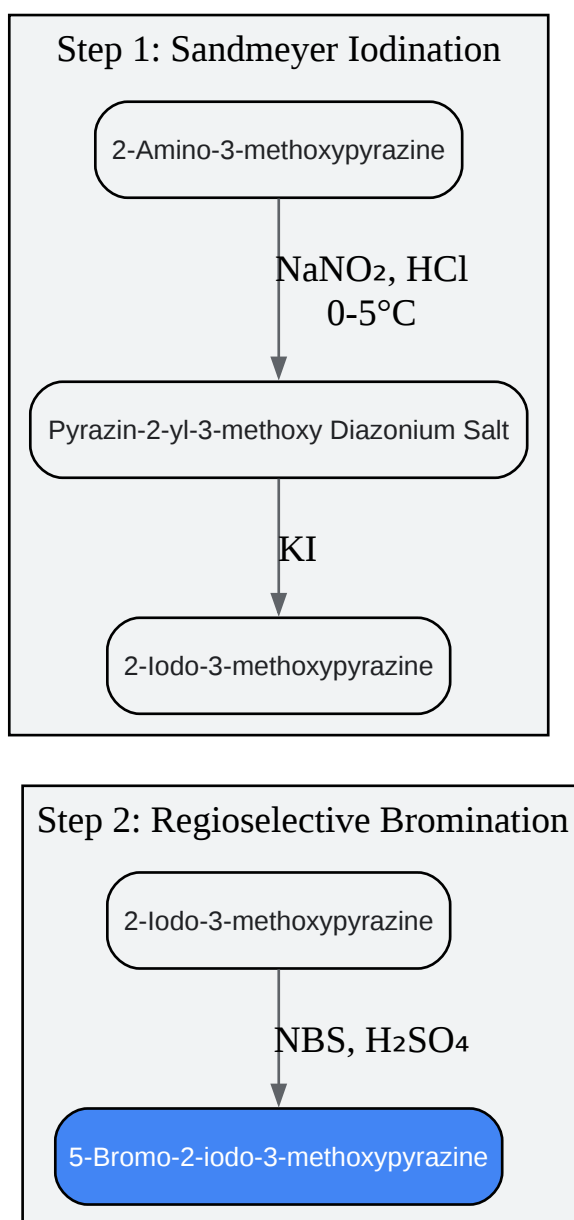 Step 1: Sandmeyer Iodination
2-Amino-3-methoxypyrazine
NaNO₂, HCl
0-5°C
Pyrazin-2-yl-3-methoxy Diazonium Salt
KI
2-Iodo-3-methoxypyrazine
Step 2: Regioselective Bromination
2-Iodo-3-methoxypyrazine
NBS, H₂SO₄
5-Bromo-2-iodo-3-methoxypyrazine